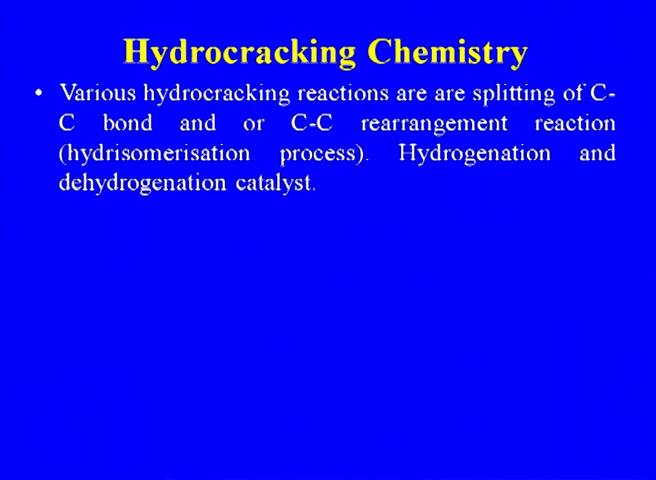 Hydrocracking Chemistry
• Various hydrocracking reactions are are splitting of C-
C bond and or C-C rearrangement reaction
(hydrisomerisation process). Hydrogenation and
dehydrogenation catalyst.